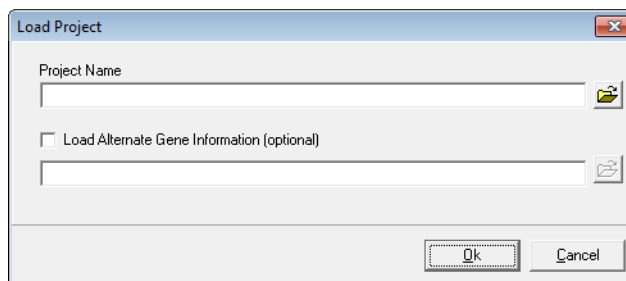 Load Project
Project Name
Load Alternate Gene Information (optional)
Ok
Cancel